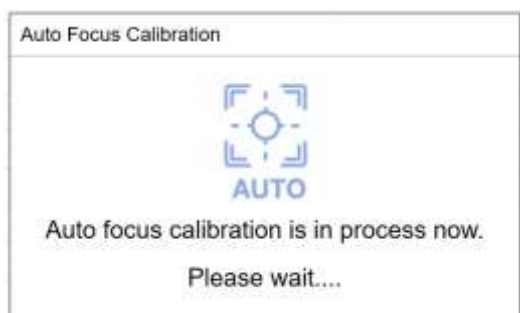 Auto Focus Calibration
AUTO
Auto focus calibration is in process now.
Please wait....